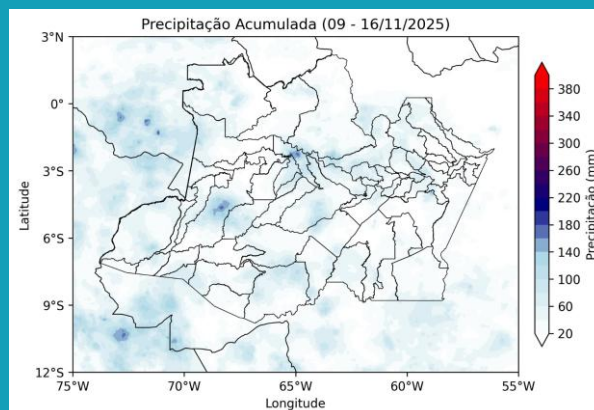 Precipitação Acumulada (09 - 16/11/2025)
3°N
0°
3°S
6°S
9°S
12°S
75°W
70°W
65°W
60°W
55°W
Longitude
Latitude
380
340
300
260
220
200
180
140
100
60
20
Precipitação (mm)